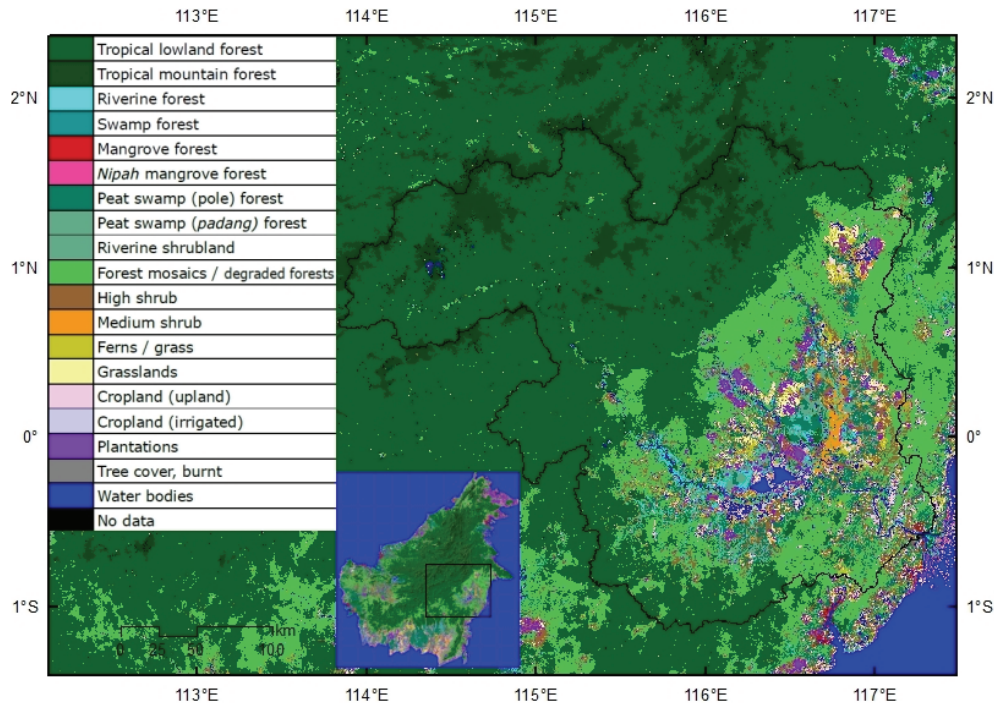 113°E 114°E 115°E 116°E 117°E
Tropical lowland forest
Tropical mountain forest
Riverine forest
Swamp forest
Mangrove forest
Nipah mangrove forest
Peat swamp (pole) forest
Peat swamp (padang) forest
Riverine shrubland
Forest mosaics / degraded forests
High shrub
Medium shrub
Ferns / grass
Grasslands
Cropland (upland)
Cropland (irrigated)
Plantations
Tree cover, burnt
Water bodies
No data
2°N 2°N
1°N 1°N
0° 0°
1°S 1°S
km
0 25 50 100
113°E 114°E 115°E 116°E 117°E